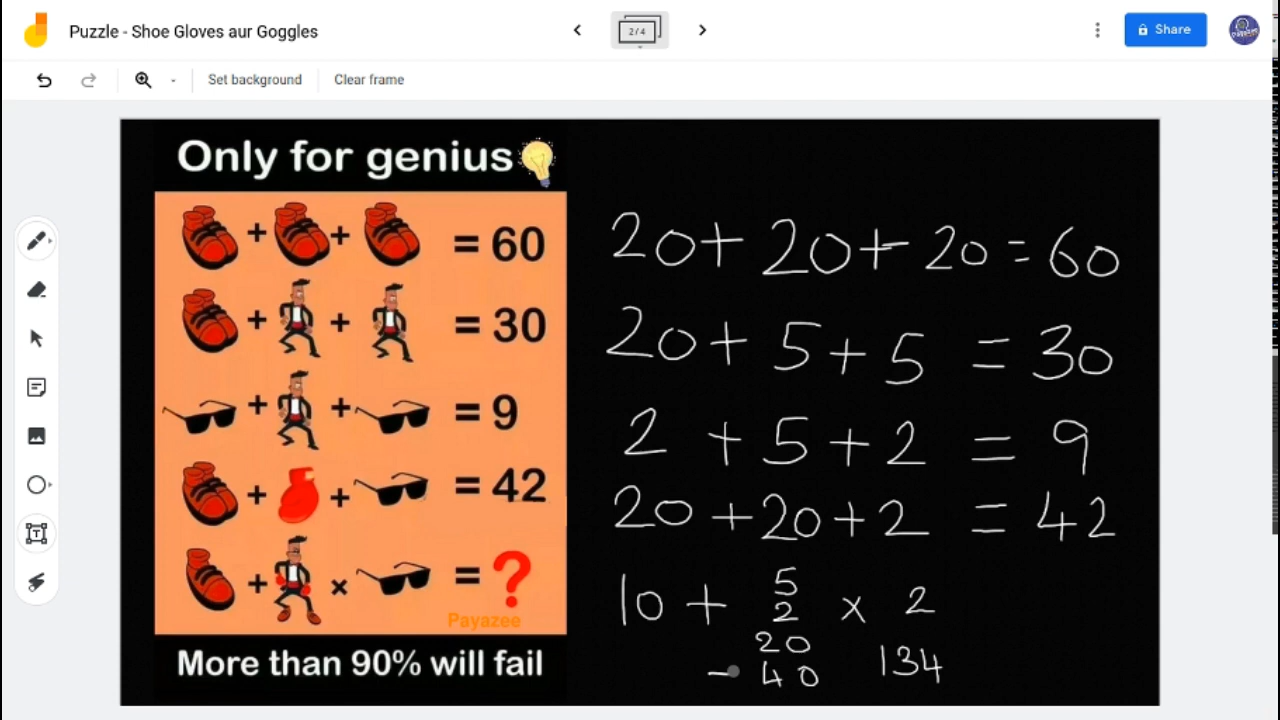 Puzzle - Shoe Gloves aur Goggles
2/4
Share
Set background
Clear frame
Only for genius
+ + = 60
+ + = 30
+ + = 9
+ + = 42
+ × = ?
Payazee
More than 90% will fail
20+ 20+ 20 = 60
20+ 5+5 = 30
2 + 5+2 = 9
20 +20+2 = 42
10 + 5 2 x 2
20
- 40 134